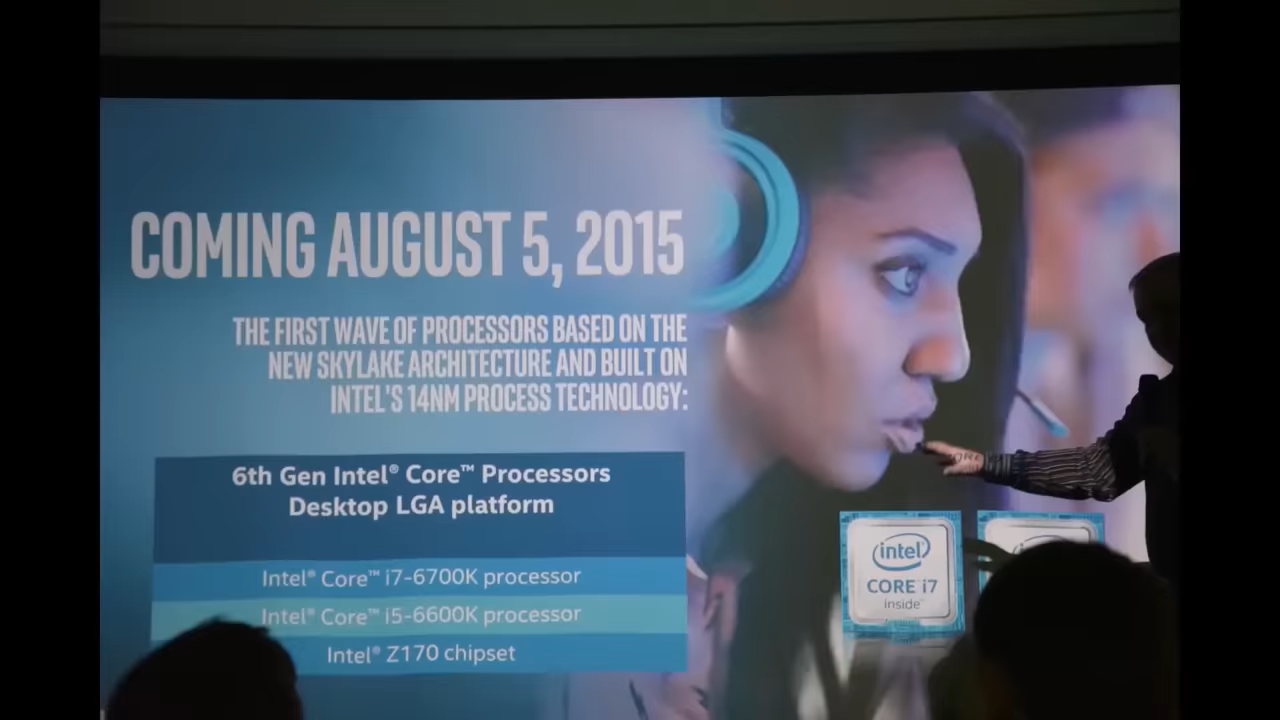 COMING AUGUST 5, 2015
THE FIRST WAVE OF PROCESSORS BASED ON THE
NEW SKYLAKE ARCHITECTURE AND BUILT ON
INTEL'S 14NM PROCESS TECHNOLOGY:
6th Gen Intel® Core™ Processors
Desktop LGA platform
Intel® Core™ i7-6700K processor
Intel® Core™ i5-6600K processor
Intel® Z170 chipset
intel
CORE i7
inside™